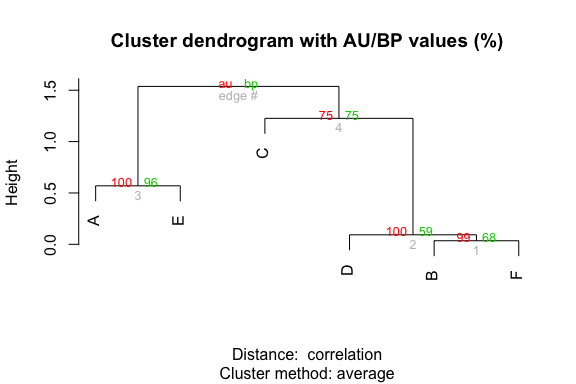 Cluster dendrogram with AU/BP values (%)
au bp
edge #
1.5
75 75
4
C
1.0
Height
100 96
3
0.5
A E
100 59
99 68
2
1
0.0
D B F
Distance: correlation
Cluster method: average